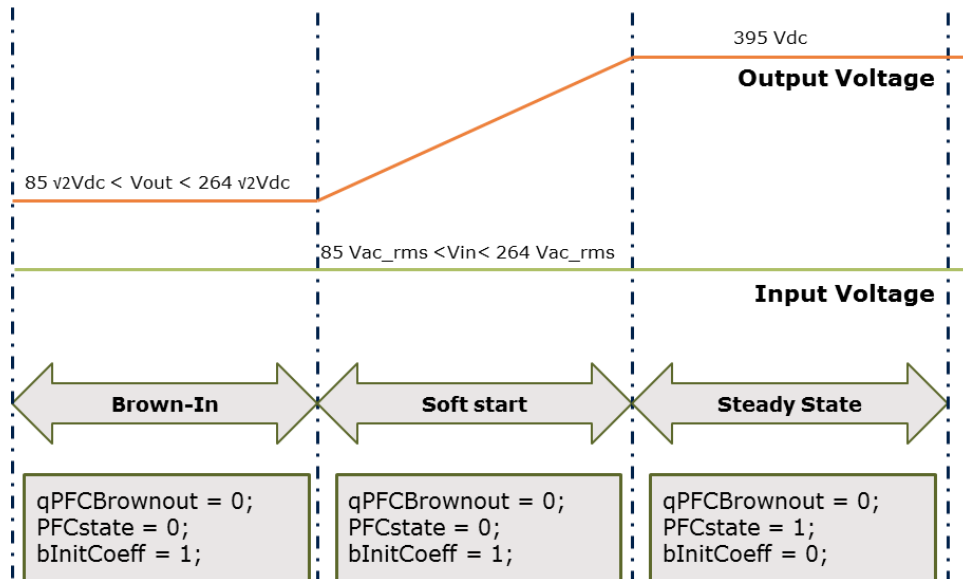 395 Vdc
Output Voltage
85 √2Vdc < Vout < 264 √2Vdc
85 Vac_rms <Vin< 264 Vac_rms
Input Voltage
Brown-In
Soft start
Steady State
qPFCBrownout = 0;
PFCstate = 0;
bInitCoeff = 1;
qPFCBrownout = 0;
PFCstate = 0;
bInitCoeff = 1;
qPFCBrownout = 0;
PFCstate = 1;
bInitCoeff = 0;